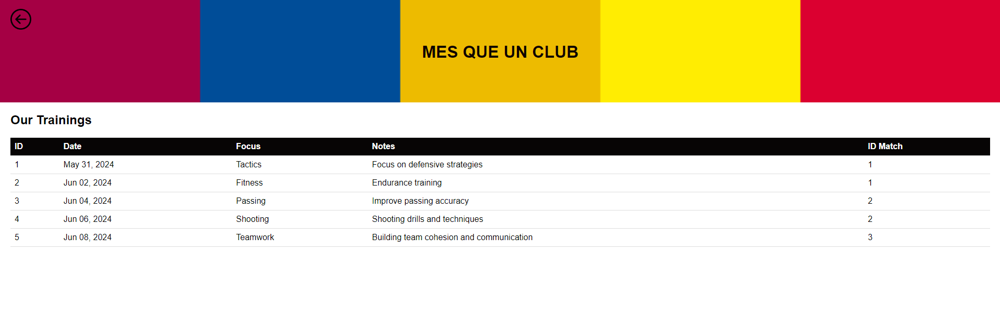 MES QUE UN CLUB
Our Trainings
ID Date Focus Notes ID Match
1 May 31, 2024 Tactics Focus on defensive strategies 1
2 Jun 02, 2024 Fitness Endurance training 1
3 Jun 04, 2024 Passing Improve passing accuracy 2
4 Jun 06, 2024 Shooting Shooting drills and techniques 2
5 Jun 08, 2024 Teamwork Building team cohesion and communication 3